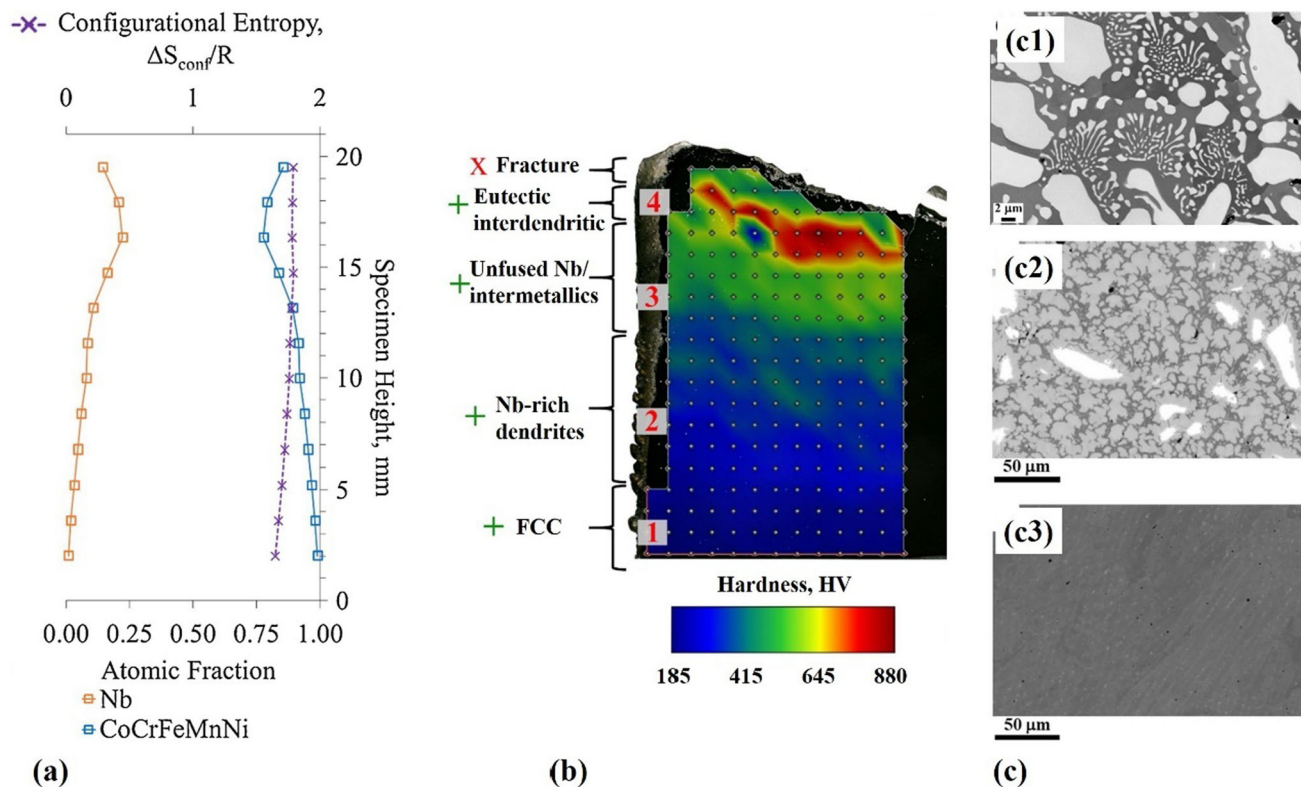 Configurational Entropy,
ΔS_conf/R
0 1 2
20
15
10
5
0
Specimen Height, mm
0.00 0.25 0.50 0.75 1.00
Atomic Fraction
Nb
CoCrFeMnNi
(a)
X Fracture
Eutectic
interdendritic
Unfused Nb/
intermetallics
Nb-rich
dendrites
FCC
4
3
2
1
Hardness, HV
185 415 645 880
(b)
(c1)
2 μm
(c2)
50 μm
(c3)
50 μm
(c)